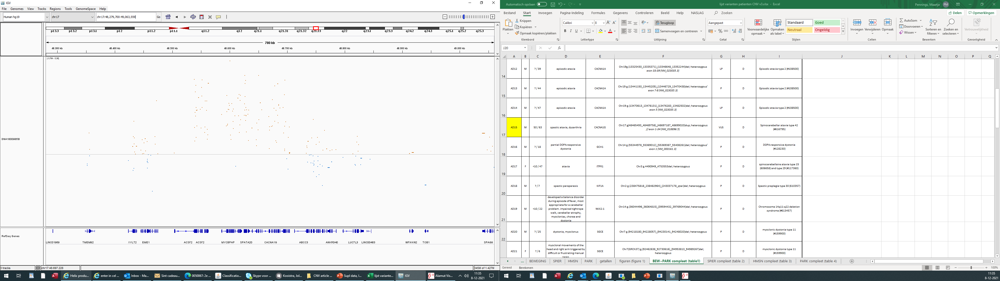 IGV
File Genomes View Tracks Regions Tools GenomeSpace Help
Human hg19 chr17 chr17:48,279,700-49,063,559 Go
p13.3 p13.2 p13.1 p12 p11.2 p11.1 q11.2 q12 q21.1 q21.31 q21.32 q21.33 q22 q23.1 q23.3 q24.2 q24.3 q25.1 q25.2 q25.3
780 kb
48.300 kb 48.400 kb 48.500 kb 48.600 kb 48.700 kb 48.800 kb 48.900 kb 49.000 kb
[-3,784 - 5,38]
DNA1800985B
RefSeq Genes
LINC01969 TMEM92 XYLT2 EME1 ACSF2 ACSF2 MYCBPAP SPATA20 CACNA1G ABCC3 ANKRD40 LUC7L3 LINC00483 WFIKKN2 TOB1 SPAG9
3 tracks chr17:48.697.228 345M of 1.427M
Helix produ... enter in cel ... Inbox - Ma... Sint cadeau... 0050067: 2e ... Classificatio... Skype voor ... Kooistra, Jol... CNV article ... Supl data, l... lijst variante... IGV Alamut Vis...
11:35
8-12-2021
Automatisch opslaan lijst varianten patienten CNV v3.xlsx - Excel Pennings, Maartje PM
Bestand Start Invoegen Pagina-indeling Formules Gegevens Controleren Beeld Help NASLAG Zoeken Delen Opmerkingen
Plakken Knippen Kopiëren Opmaak kopiëren/plakken
Calibri 8
B I U
Terugloop
Samenvoegen en centreren
Aangepast
Voorwaardelijke opmaak Opmaken als tabel
Standaard Goed
Neutraal Ongeldig
Invoegen Verwijderen Opmaak
AutoSom Doorvoeren Wissen
Sorteren en filteren Zoeken en selecteren
Vertrouwelijkheid
Klembord Lettertype Uitlijning Getal Stijlen Cellen Bewerken Gevoeligheid
J20 fx
A B C D E F G H I J K L M N O P Q
14 AD12 M ? / 39 episodic ataxia CACNA1A Chr19g.(13325430_13335371)_(13346648_13352244)del; heterozygous exon 33-39 (NM_023035.3) LP D Episodic ataxia type 2 (#108500)
15 AD13 M ? / 44 episodic ataxia CACNA1A Chr19:g.(13441150_13445205)_(13446729_13470438)del; heterozygous' exon 7-8 (NM_023035.3) P D Episodic ataxia type 2 (#108500)
16 AD14 M ? / 47 episodic ataxia CACNA1A Chr19:g.(13470613_13476131)_(13476283_13482502)del; heterozygous exon 5 (NM_023035.3) LP D Episodic ataxia type 2 (#108500)
17 AD15 M 50 / 63 spastic ataxia, dysarthria CACNA1G Chr17:g(48465493_48469758)_(48697187_48699020)dup; heterozygous // exon 1-34 (NM_018896.5) VUS D Spinocerebellar ataxie type 42 (#616795)
18 AD16 M ? / 18 partial DOPA-responsive dystonia GCH1 Chr14:g.(55344978_55369012)_(55369387_55408261)del; heterozygous' exon 1 (NM_000161.3) P D DOPA-responsive dystonia (#128230)
19 AD17 F <10 / 47 ataxia ITPR1 Chr3:g.4490949_4753553del; heterozygous P D spinocerebellaire ataxie type 15 (606658) and type 29 (#117360)
20 AD18 M ? / 7 spastic paraparesis KIF1A Chr2:g.(238475818_238482964)_(243037178_qter)del; heterozygous P D Spastic praplegia type 30 (610357)
21 AD19 M <10 / 22 developed a balance disorder during episode of fever, most appropriate for a cerebellar problem. impaired tightrope walk, cerebellar atrophy, myoclonias, chorea and dystonia NKX2-1 Chr14:g.(36044496_36064815)_(39594432_39769044)del; heterozygous P D Chromosome 14q11-q22 deletion syndrome (#613457)
22 AD20 M ? / 25 dystonia, myoclonus SGCE Chr7:g.(94218180_94228057)_(94230141_94248020)del; heterozygous P D myoclonic dystonia type 11 (#159900)
AD21 F ? / 6 myoclonal movements of the head and right arm triggered by difficult or frustrating manual tasks SGCE Chr7(GRCh37):g.(92462638_92730616)_(94953813_94989267)del; heterozygous P D myoclonic dystonia type 11 (#159900)
... BEWEGING SPIER HMSN PARK getallen figuren (figure 1) BEW+PARK compleet (table1) SPIER compleet (table 2) HMSN compleet (table 3) PARK compleet (table 4)
Gereed Berekenen 100%
11:35
8-12-2021